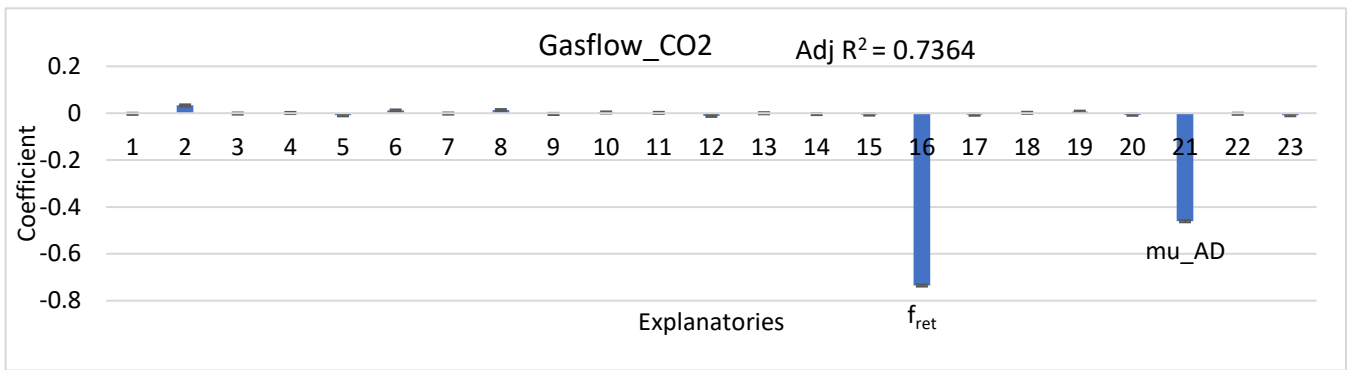 Gasflow_CO2
Adj R² = 0.7364
0.2
0
-0.2
-0.4
-0.6
-0.8
Coefficient
1 2 3 4 5 6 7 8 9 10 11 12 13 14 15 16 17 18 19 20 21 22 23
mu_AD
f_ret
Explanatories